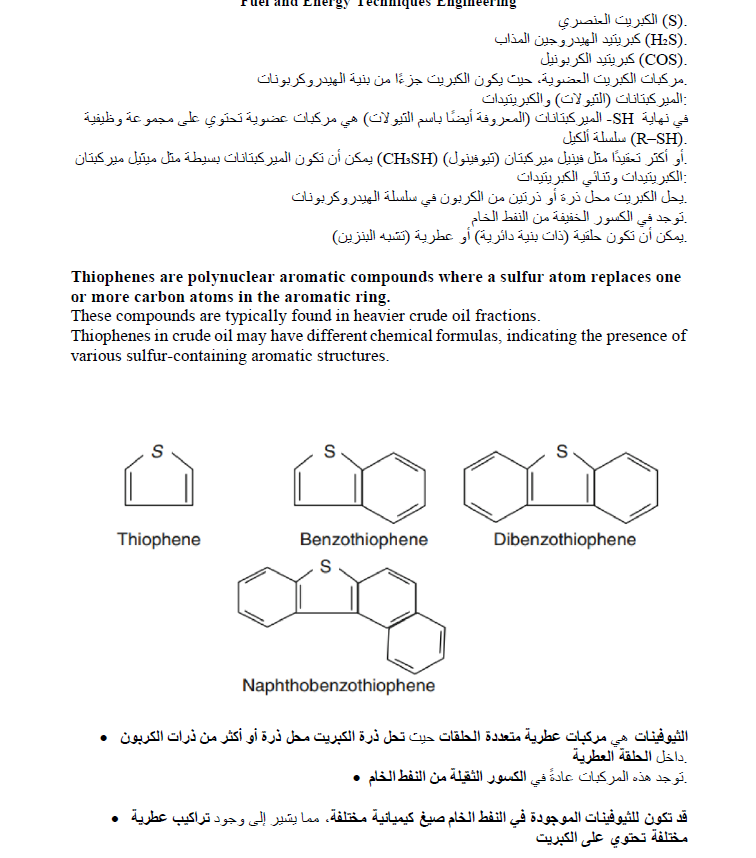 Fuel and Energy Techniques Engineering
الكبريت العنصري (S).
كبريتيد الهيدروجين المذاب (H₂S).
كبريتيد الكربونيل (COS).
مركبات الكبريت العضوية، حيث يكون الكبريت جزءًا من بنية الهيدروكربونات.
الميركبتانات (الثيولات) والكبريتيدات:
الميركبتانات (المعروفة أيضًا باسم الثيولات) هي مركبات عضوية تحتوي على مجموعة وظيفية -SH في نهاية
سلسلة ألكيل (R–SH).
يمكن أن تكون الميركبتانات بسيطة مثل ميثيل ميركبتان (CH₃SH) أو أكثر تعقيدًا مثل فينيل ميركبتان (ثيوفينول).
الكبريتيدات وثنائي الكبريتيدات:
يحل الكبريت محل ذرة أو ذرتين من الكربون في سلسلة الهيدروكربونات.
توجد في الكسور الخفيفة من النفط الخام.
يمكن أن تكون حلقية (ذات بنية دائرية) أو عطرية (تشبه البنزين).
Thiophenes are polynuclear aromatic compounds where a sulfur atom replaces one
or more carbon atoms in the aromatic ring.
These compounds are typically found in heavier crude oil fractions.
Thiophenes in crude oil may have different chemical formulas, indicating the presence of
various sulfur-containing aromatic structures.
S S S
Thiophene Benzothiophene Dibenzothiophene
S
Naphthobenzothiophene
• الثيوفينات هي مركبات عطرية متعددة الحلقات حيث تحل ذرة الكبريت محل ذرة أو أكثر من ذرات الكربون
داخل الحلقة العطرية.
• توجد هذه المركبات عادةً في الكسور الثقيلة من النفط الخام.
• قد تكون للثيوفينات الموجودة في النفط الخام صيغ كيميائية مختلفة، مما يشير إلى وجود تراكيب عطرية
مختلفة تحتوي على الكبريت